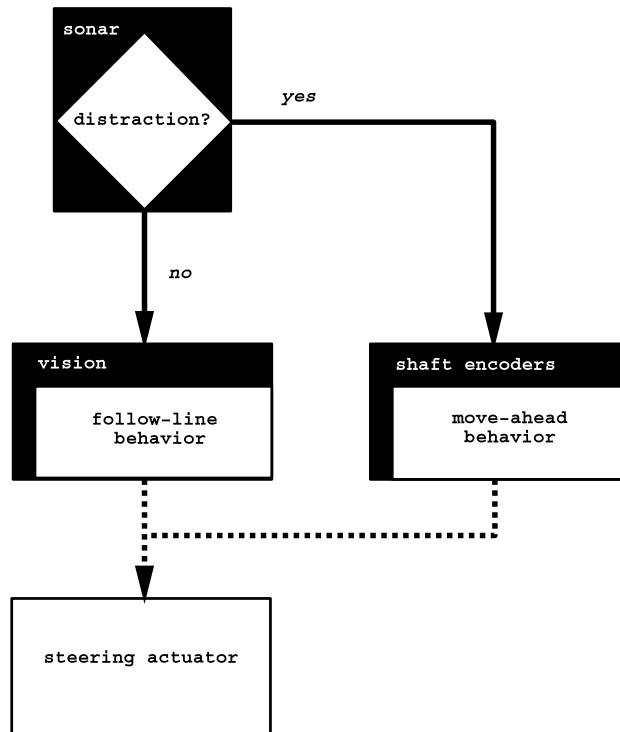 sonar
distraction?
yes
no
vision
follow-line
behavior
shaft encoders
move-ahead
behavior
steering actuator